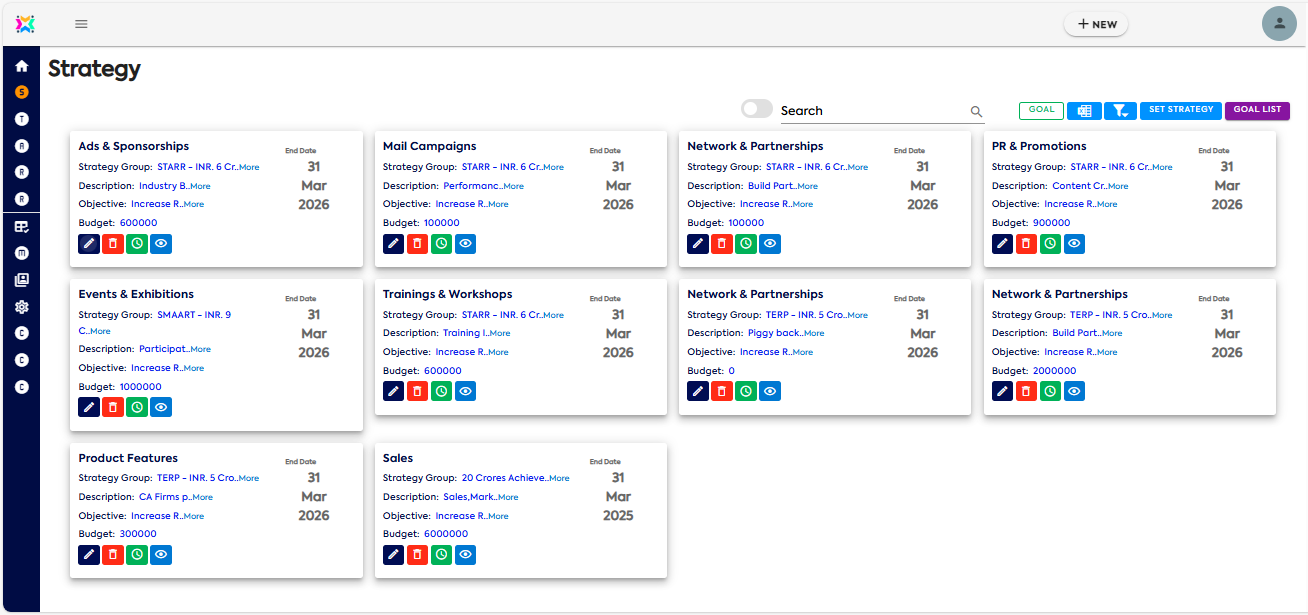 + NEW
Strategy
Search
GOAL
SET STRATEGY
GOAL LIST
S
T
A
R
R
m
C
C
C
Ads & Sponsorships
End Date
Strategy Group: STARR - INR. 6 Cr..More
31
Description: Industry B..More
Mar
Objective: Increase R..More
2026
Budget: 600000
Mail Campaigns
End Date
Strategy Group: STARR - INR. 6 Cr..More
31
Description: Performanc..More
Mar
Objective: Increase R..More
2026
Budget: 100000
Network & Partnerships
End Date
Strategy Group: STARR - INR. 6 Cr..More
31
Description: Build Part..More
Mar
Objective: Increase R..More
2026
Budget: 100000
PR & Promotions
End Date
Strategy Group: STARR - INR. 6 Cr..More
31
Description: Content Cr..More
Mar
Objective: Increase R..More
2026
Budget: 900000
Events & Exhibitions
End Date
Strategy Group: SMAART - INR. 9
C..More
31
Description: Participat..More
Mar
Objective: Increase R..More
2026
Budget: 1000000
Trainings & Workshops
End Date
Strategy Group: STARR - INR. 6 Cr..More
31
Description: Training I..More
Mar
Objective: Increase R..More
2026
Budget: 600000
Network & Partnerships
End Date
Strategy Group: TERP - INR. 5 Cro..More
31
Description: Piggy back..More
Mar
Objective: Increase R..More
2026
Budget: 0
Network & Partnerships
End Date
Strategy Group: TERP - INR. 5 Cro..More
31
Description: Build Part..More
Mar
Objective: Increase R..More
2026
Budget: 2000000
Product Features
End Date
Strategy Group: TERP - INR. 5 Cro..More
31
Description: CA Firms p..More
Mar
Objective: Increase R..More
2026
Budget: 300000
Sales
End Date
Strategy Group: 20 Crores Achieve..More
31
Description: Sales,Mark..More
Mar
Objective: Increase R..More
2025
Budget: 6000000